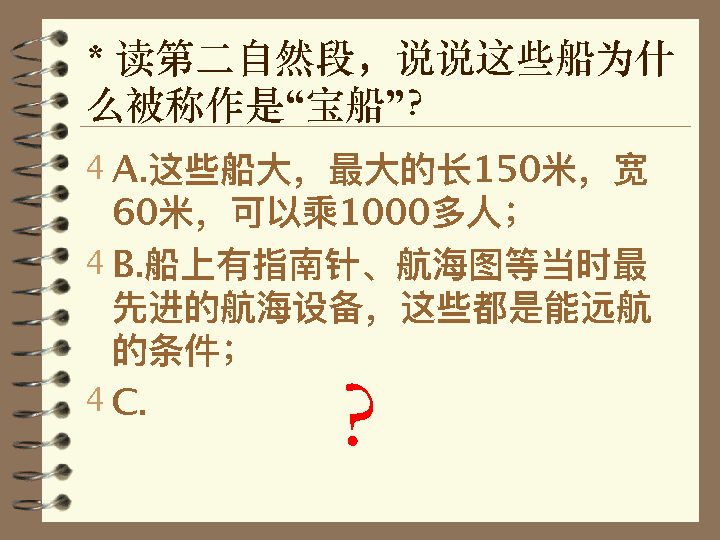 * 读第二自然段，说说这些船为什
么被称作是“宝船”？
4 A.这些船大，最大的长150米，宽
60米，可以乘1000多人；
4 B.船上有指南针、航海图等当时最
先进的航海设备，这些都是能远航
的条件；
4 C.
？